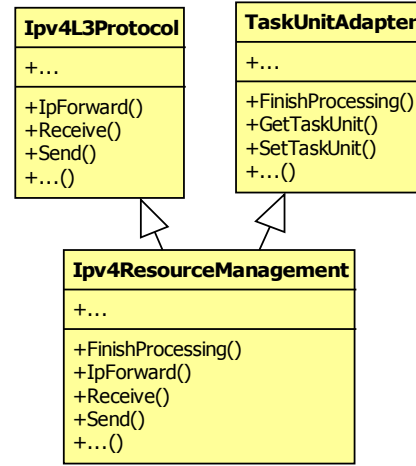 Ipv4L3Protocol
+...
+IpForward()
+Receive()
+Send()
+...()
TaskUnitAdapter
+...
+FinishProcessing()
+GetTaskUnit()
+SetTaskUnit()
+...()
Ipv4ResourceManagement
+...
+FinishProcessing()
+IpForward()
+Receive()
+Send()
+...()